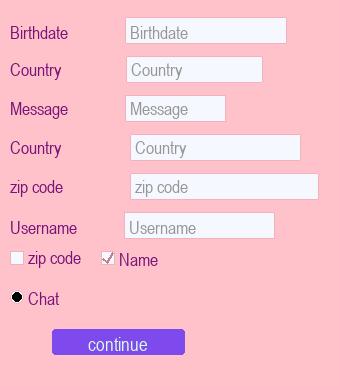 Birthdate Birthdate
Country Country
Message Message
Country Country
zip code zip code
Username Username
zip code Name
Chat
continue